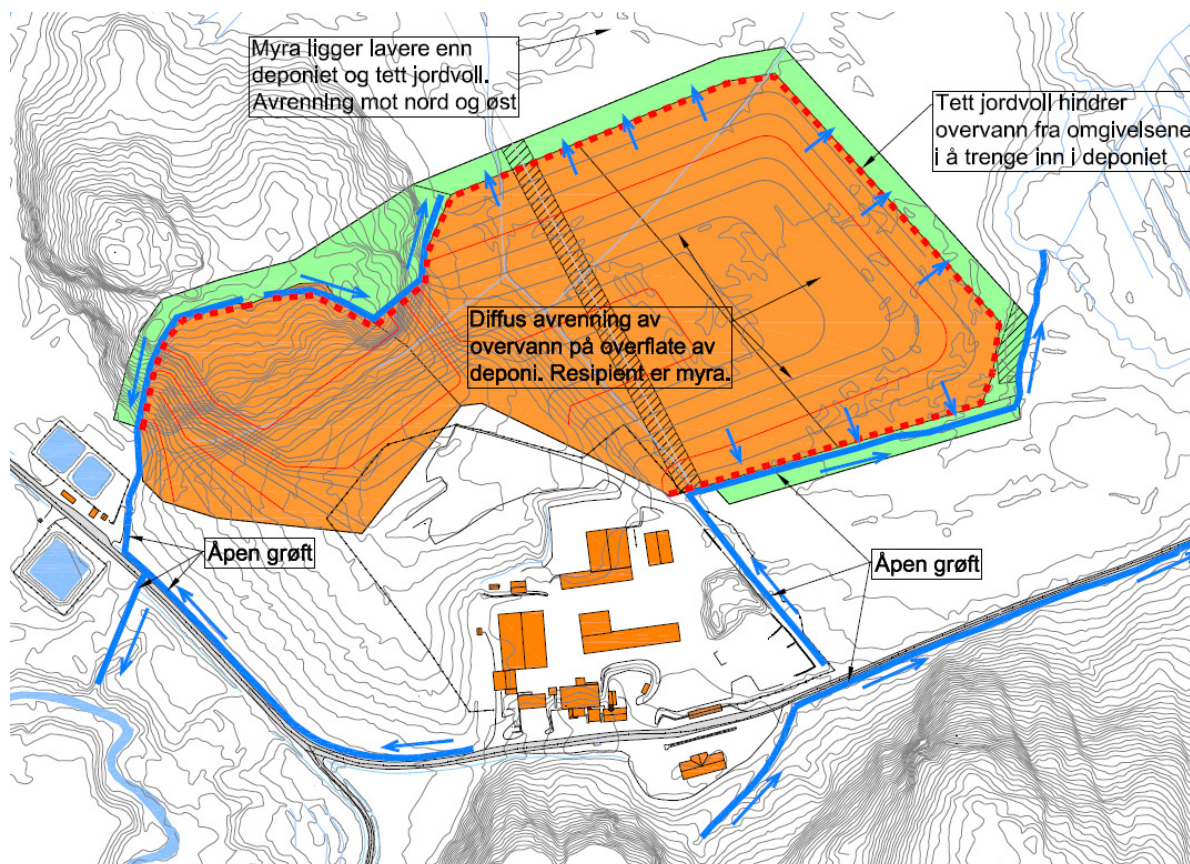 Myra ligger lavere enn
deponiet og tett jordvoll.
Avrenning mot nord og øst
Tett jordvoll hindrer
overvann fra omgivelsene
i å trenge inn i deponiet
Diffus avrenning av
overvann på overflate av
deponi. Resipient er myra.
Åpen grøft
Åpen grøft